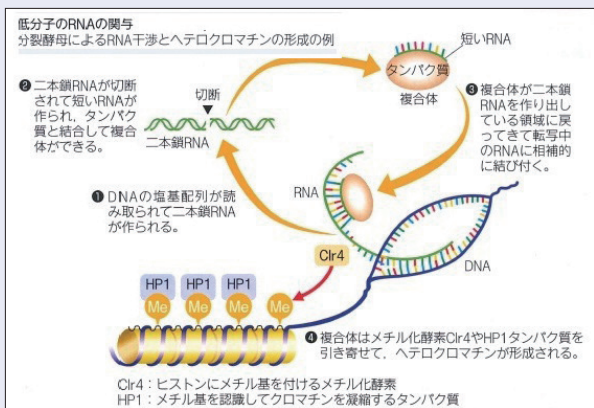 低分子のRNAの関与
分裂酵母によるRNA干渉とヘテロクロマチンの形成の例
短いRNA
タンパク質
複合体
❷ 二本鎖RNAが切断
されて短いRNAが
作られ，タンパク
質と結合して複合
体ができる。
切断
二本鎖RNA
❸ 複合体が二本鎖
RNAを作り出し
ている領域に戻
ってきて転写中
のRNAに相補的
に結び付く。
❶ DNAの塩基配列が読
み取られて二本鎖RNA
が作られる。
RNA
DNA
Clr4
HP1 HP1 HP1
Me Me Me Me
❹ 複合体はメチル化酵素Clr4やHP1タンパク質を
引き寄せて，ヘテロクロマチンが形成される。
Clr4：ヒストンにメチル基を付けるメチル化酵素
HP1：メチル基を認識してクロマチンを凝縮するタンパク質